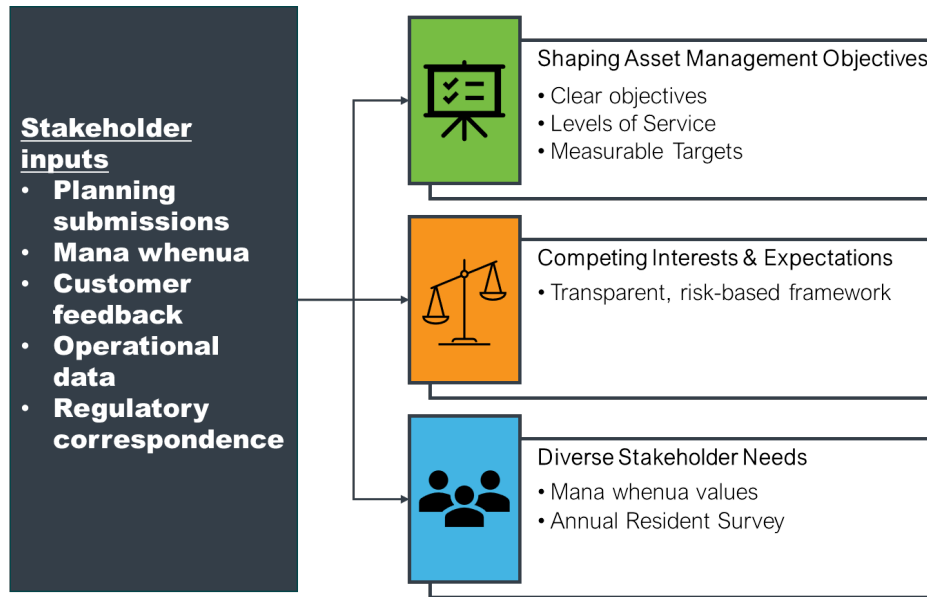 Stakeholder
inputs
• Planning
submissions
• Mana whenua
• Customer
feedback
• Operational
data
• Regulatory
correspondence
Shaping Asset Management Objectives
• Clear objectives
• Levels of Service
• Measurable Targets
Competing Interests & Expectations
• Transparent, risk-based framework
Diverse Stakeholder Needs
• Mana whenua values
• Annual Resident Survey